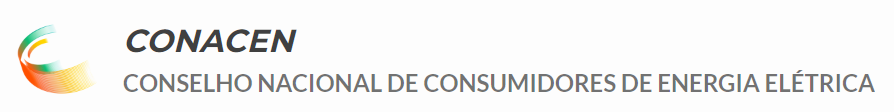 CONACEN
CONSELHO NACIONAL DE CONSUMIDORES DE ENERGIA ELÉTRICA